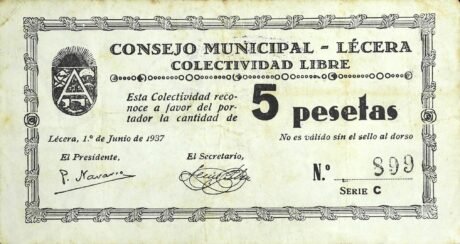 CONSEJO MUNICIPAL - LÉCERA
COLECTIVIDAD LIBRE
Esta Colectividad reco-
noce a favor del por-
tador la cantidad de
5 pesetas
Lécera, 1.º de Junio de 1937
No es válido sin el sello al dorso
El Presidente,
El Secretario,
P. Navarro
N.º 899
SERIE C